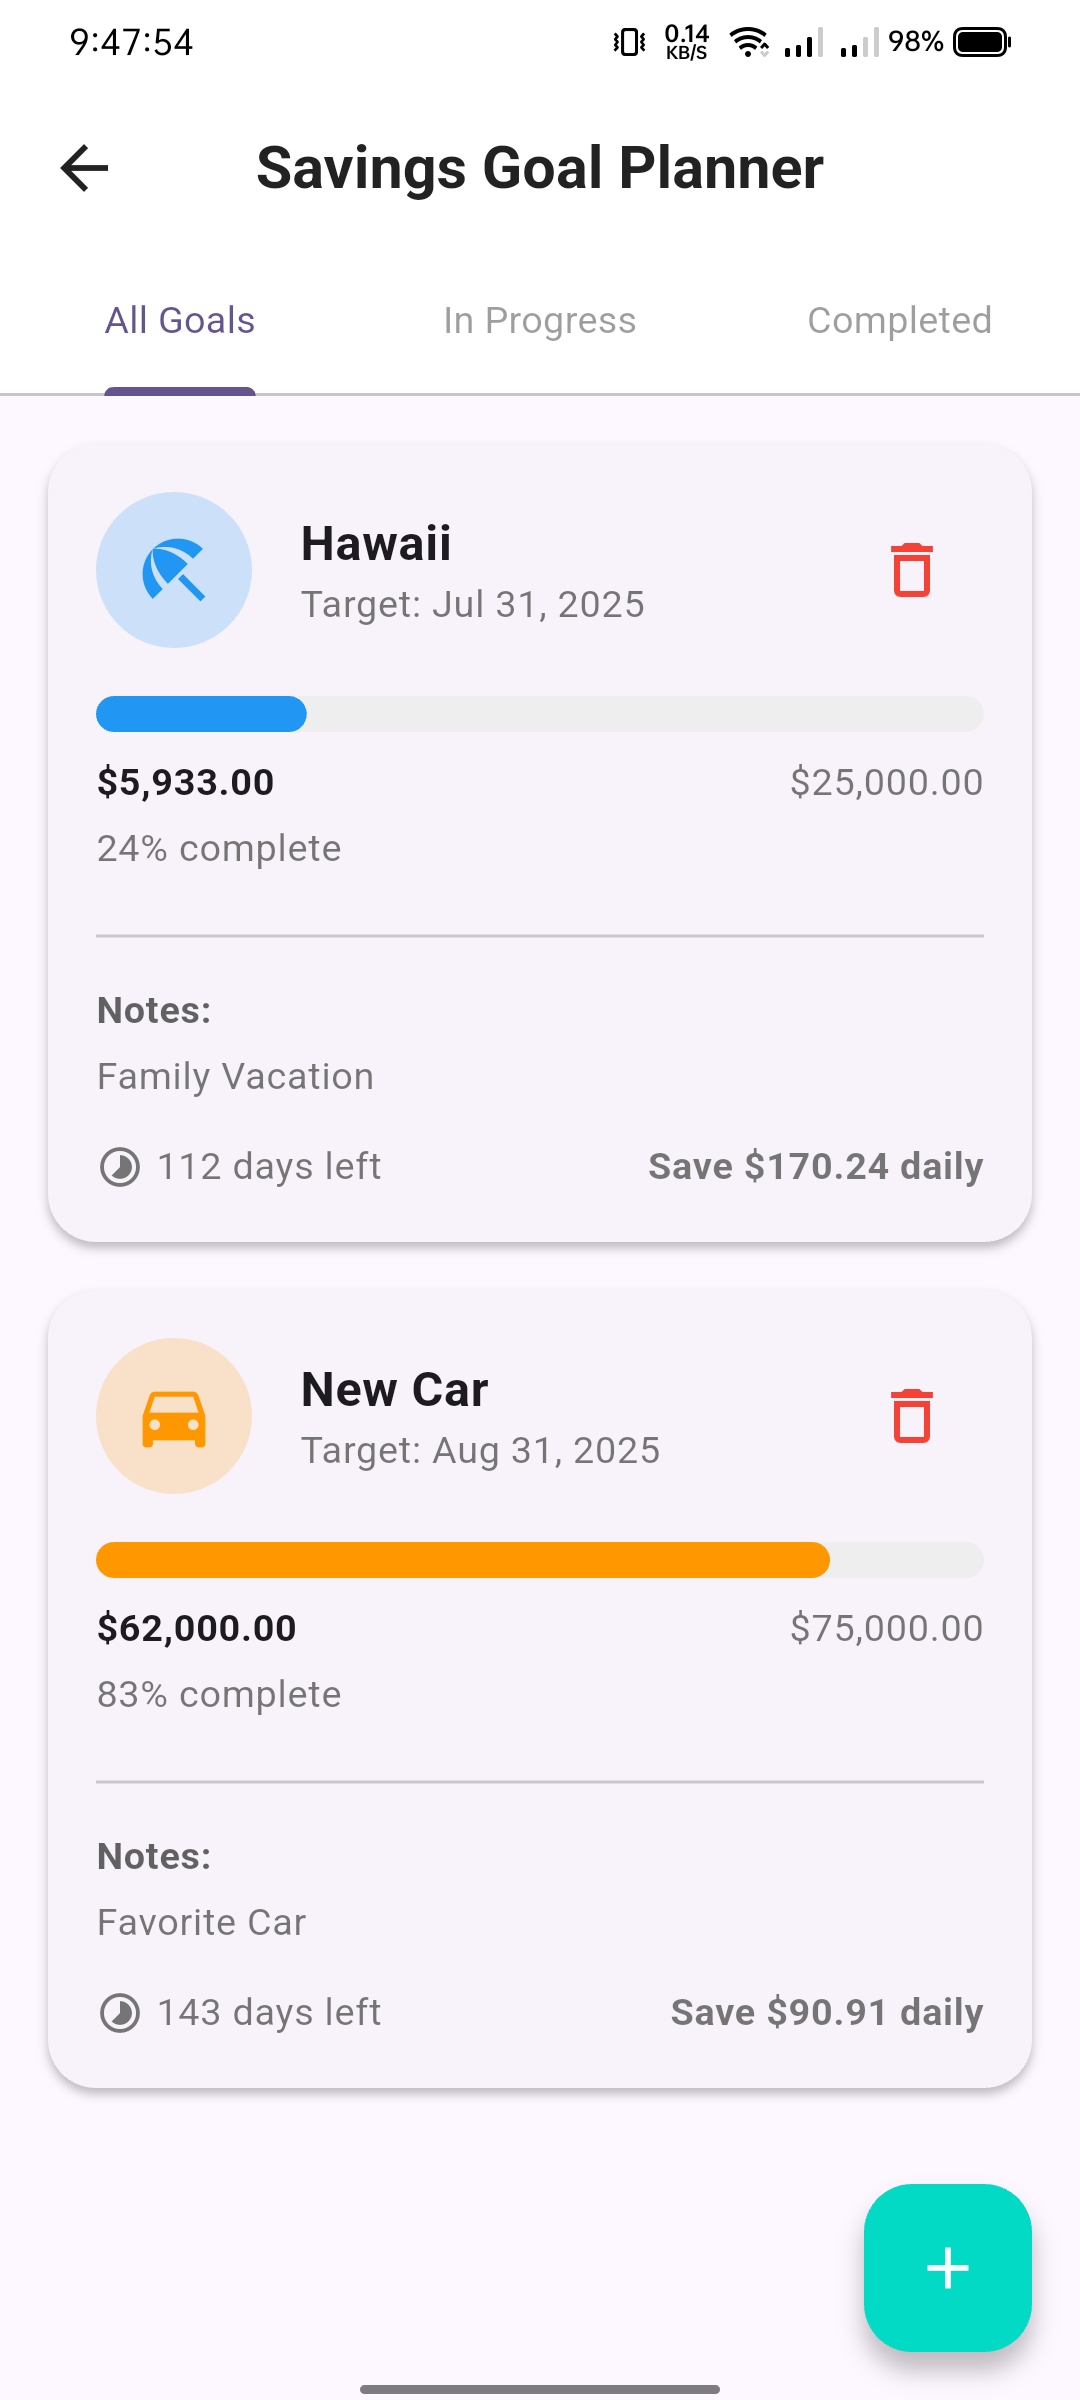 9:47:54
0.14
KB/S
98%
Savings Goal Planner
All Goals
In Progress
Completed
Hawaii
Target: Jul 31, 2025
$5,933.00
$25,000.00
24% complete
Notes:
Family Vacation
112 days left
Save $170.24 daily
New Car
Target: Aug 31, 2025
$62,000.00
$75,000.00
83% complete
Notes:
Favorite Car
143 days left
Save $90.91 daily